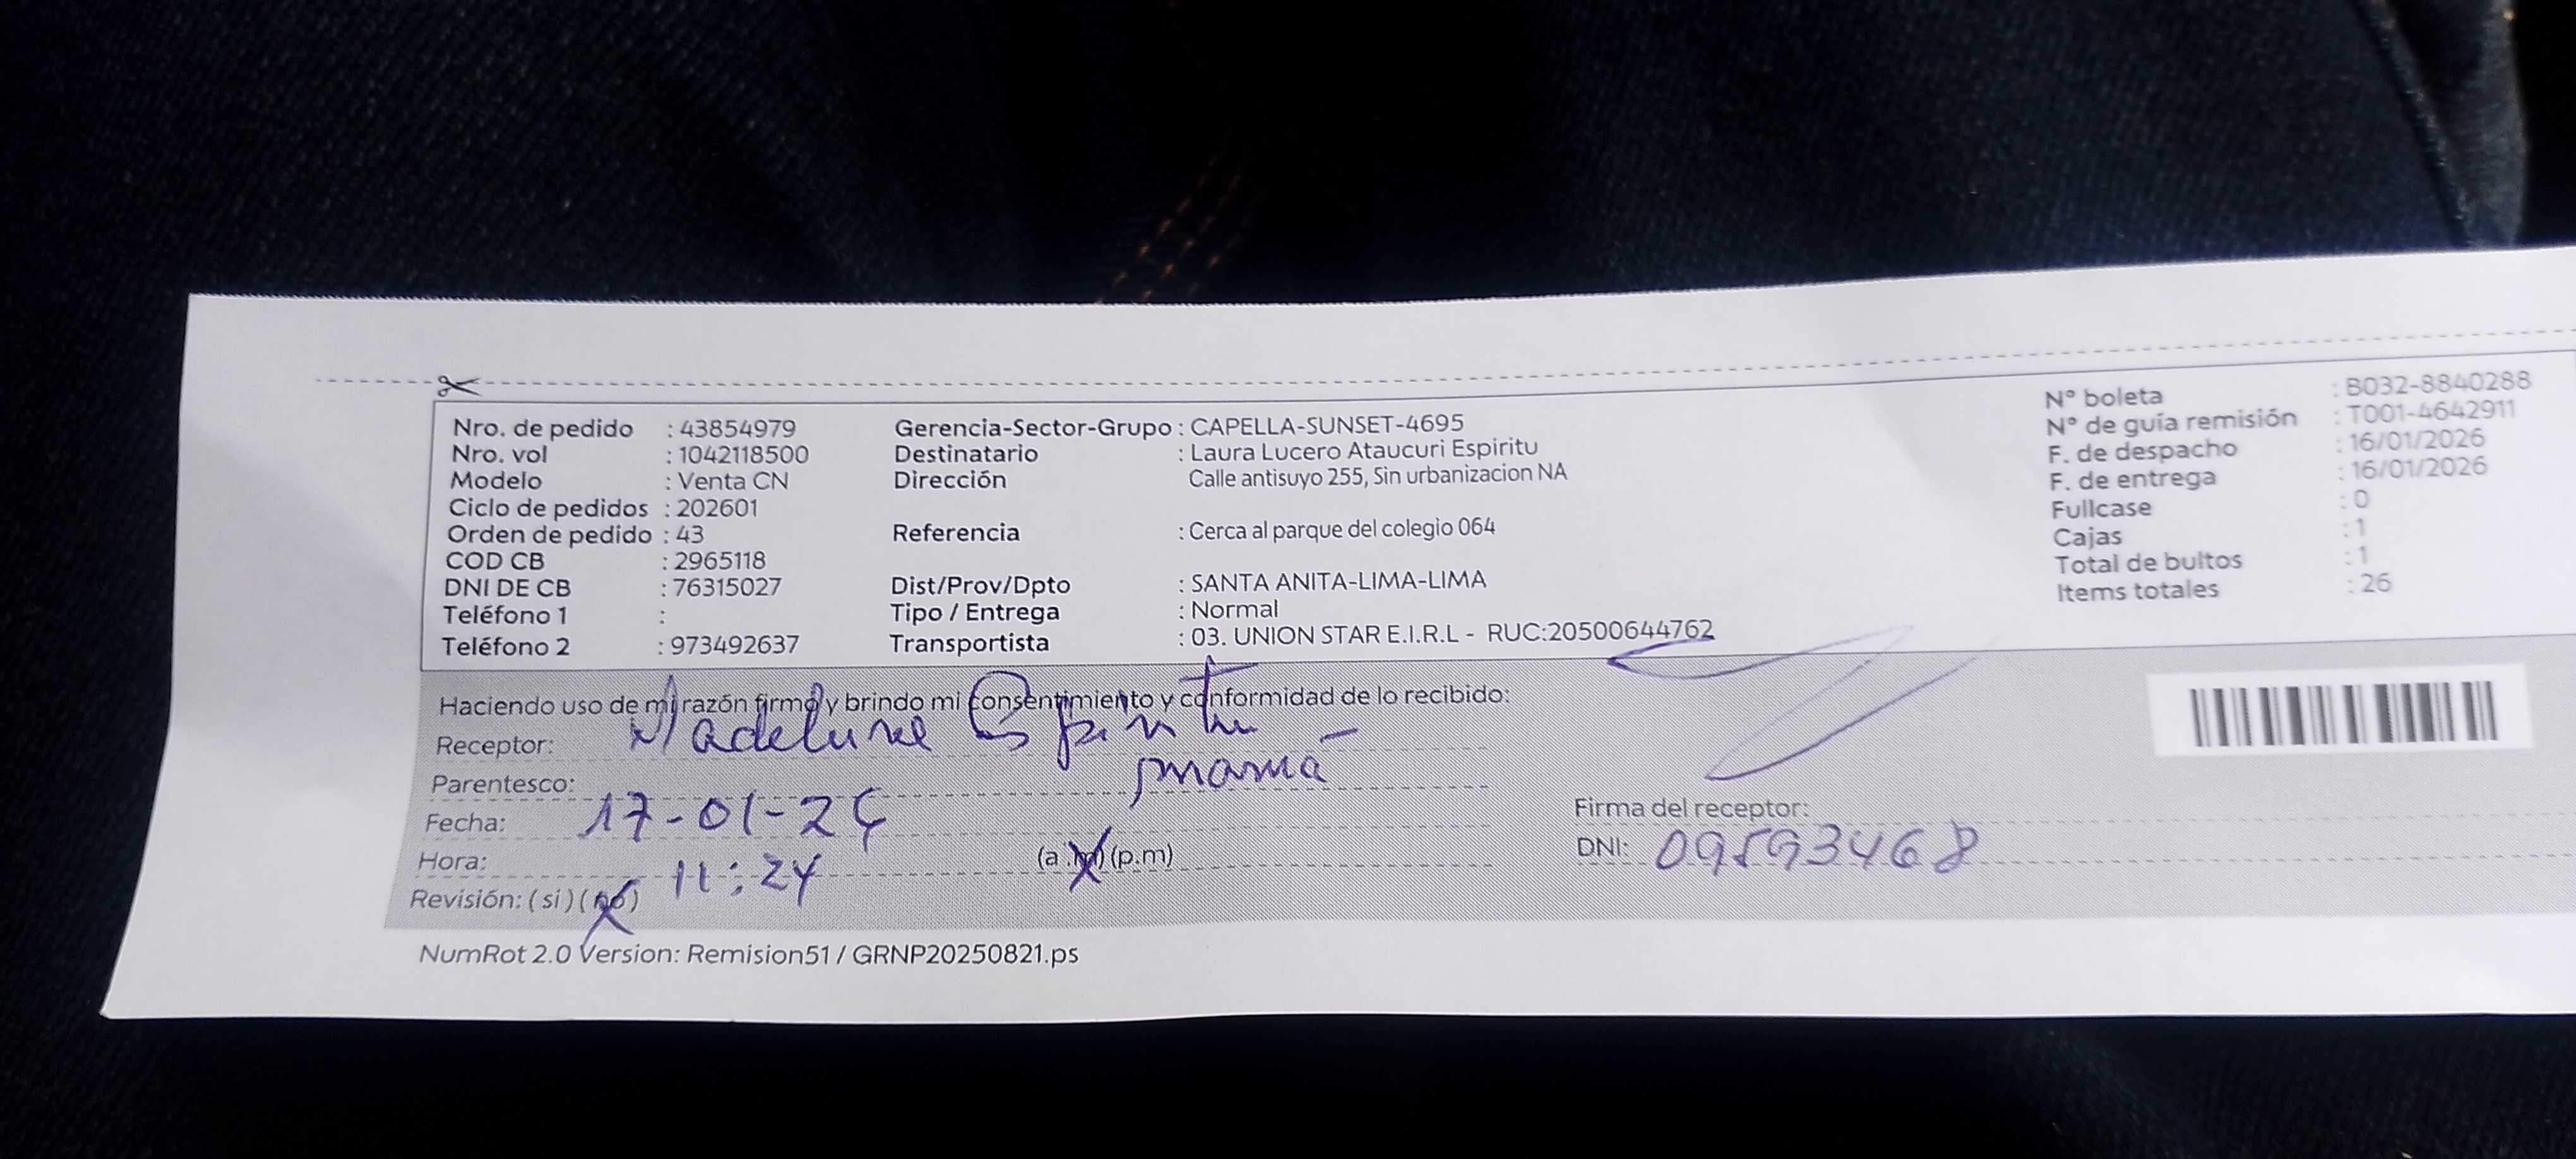 Nro. de pedido : 43854979
Nro. vol : 1042118500
Modelo : Venta CN
Ciclo de pedidos : 202601
Orden de pedido : 43
COD CB : 2965118
DNI DE CB : 76315027
Teléfono 1 :
Teléfono 2 : 973492637
Gerencia-Sector-Grupo : CAPELLA-SUNSET-4695
Destinatario : Laura Lucero Ataucuri Espiritu
Dirección Calle antisuyo 255, Sin urbanizacion NA
Referencia : Cerca al parque del colegio 064
Dist/Prov/Dpto : SANTA ANITA-LIMA-LIMA
Tipo / Entrega : Normal
Transportista : 03. UNION STAR E.I.R.L - RUC:20500644762
Nº boleta : B032-8840288
Nº de guía remisión : T001-4642911
F. de despacho : 16/01/2026
F. de entrega : 16/01/2026
Fullcase : 0
Cajas : 1
Total de bultos : 1
Items totales : 26
Haciendo uso de mi razón firmo y brindo mi consentimiento y conformidad de lo recibido:
Receptor: Madelune Espiritu
Parentesco: mama
Fecha: 17-01-2
Hora: 11:24 (a.m) (p.m)
Revisión: (si) (no)
Firma del receptor:
DNI: 09593468
NumRot 2.0 Version: Remision51 / GRNP20250821.ps